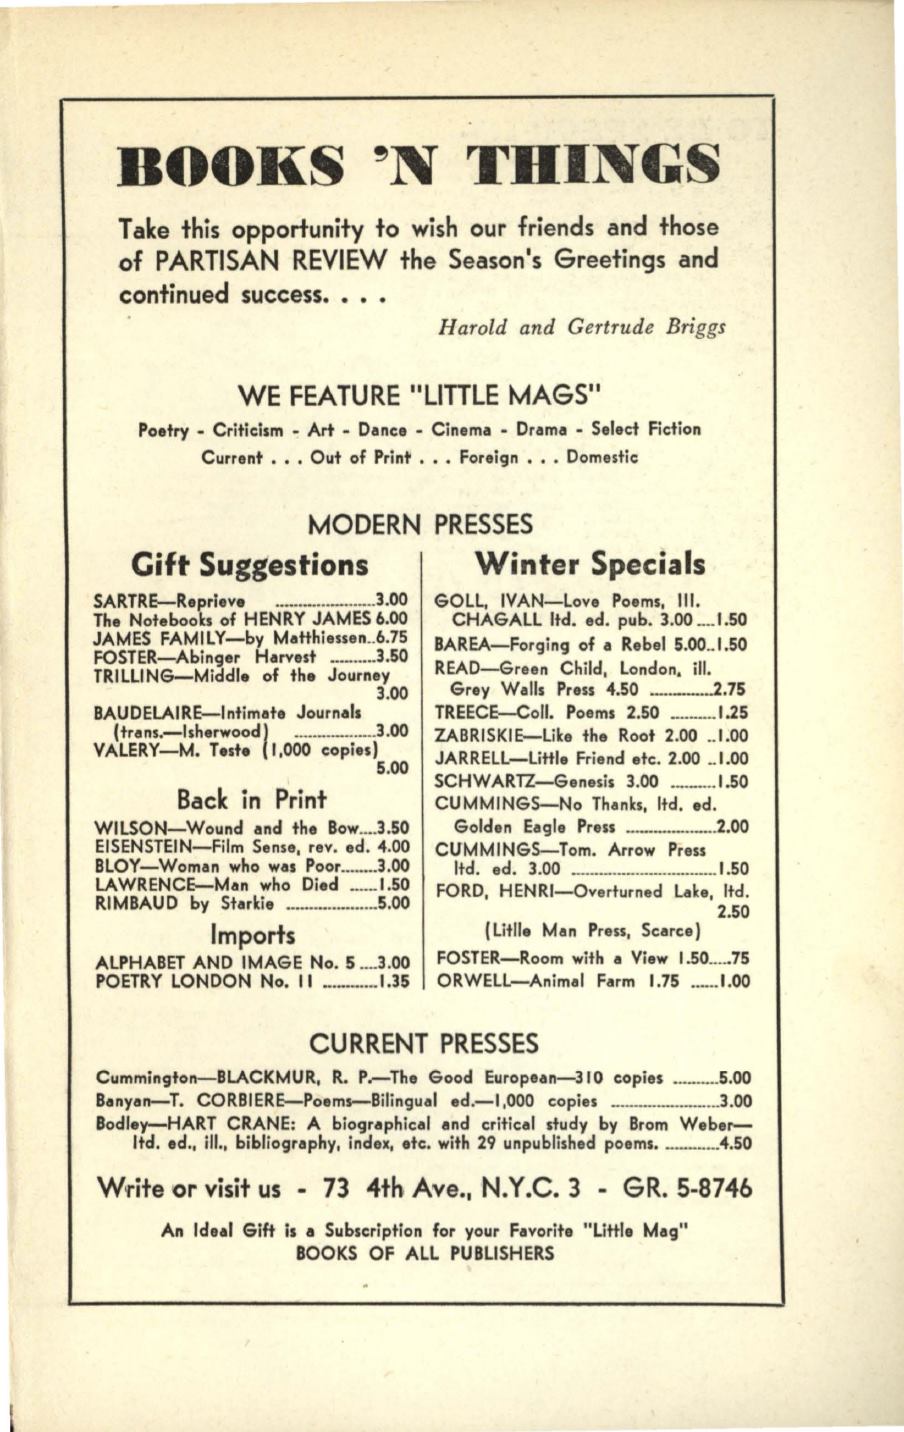 BOOKS 'N THINGS
Take this opportunity to wish our friends and those
of PARTISAN REVIEW the Season's Greetings and
continued success. . . .
Harold and Gertrude Briggs
WE FEATURE "LITTLE MAGS"
Poetry - Criticism - Art - Dance - Cinema - Drama - Select Fiction
Current . . . Out of Print . . . Foreign . . . Domestic
MODERN PRESSES
Gift Suggestions
SARTRE—Reprieve ......................3.00
The Notebooks of HENRY JAMES 6.00
JAMES FAMILY—by Matthiessen..6.75
FOSTER—Abinger Harvest ..........3.50
TRILLING—Middle of the Journey
3.00
BAUDELAIRE—Intimate Journals
(trans.—Isherwood) ..................3.00
VALERY—M. Teste (1,000 copies)
5.00
Back in Print
WILSON—Wound and the Bow....3.50
EISENSTEIN—Film Sense, rev. ed. 4.00
BLOY—Woman who was Poor........3.00
LAWRENCE—Man who Died ......1.50
RIMBAUD by Starkie ....................5.00
Imports
ALPHABET AND IMAGE No. 5 ....3.00
POETRY LONDON No. 11 ............1.35
Winter Specials
GOLL, IVAN—Love Poems, Ill.
CHAGALL ltd. ed. pub. 3.00 ....1.50
BAREA—Forging of a Rebel 5.00..1.50
READ—Green Child, London, ill.
Grey Walls Press 4.50 ..............2.75
TREECE—Coll. Poems 2.50 ..........1.25
ZABRISKIE—Like the Root 2.00 ..1.00
JARRELL—Little Friend etc. 2.00 ..1.00
SCHWARTZ—Genesis 3.00 ..........1.50
CUMMINGS—No Thanks, ltd. ed.
Golden Eagle Press ....................2.00
CUMMINGS—Tom. Arrow Press
ltd. ed. 3.00 ................................1.50
FORD, HENRI—Overturned Lake, ltd.
2.50
(Litlle Man Press, Scarce)
FOSTER—Room with a View 1.50.....75
ORWELL—Animal Farm 1.75 ......1.00
CURRENT PRESSES
Cummington—BLACKMUR, R. P.—The Good European—310 copies ..........5.00
Banyan—T. CORBIERE—Poems—Bilingual ed.—1,000 copies ........................3.00
Bodley—HART CRANE: A biographical and critical study by Brom Weber—
ltd. ed., ill., bibliography, index, etc. with 29 unpublished poems. ............4.50
Write or visit us - 73 4th Ave., N.Y.C. 3 - GR. 5-8746
An Ideal Gift is a Subscription for your Favorite "Little Mag"
BOOKS OF ALL PUBLISHERS